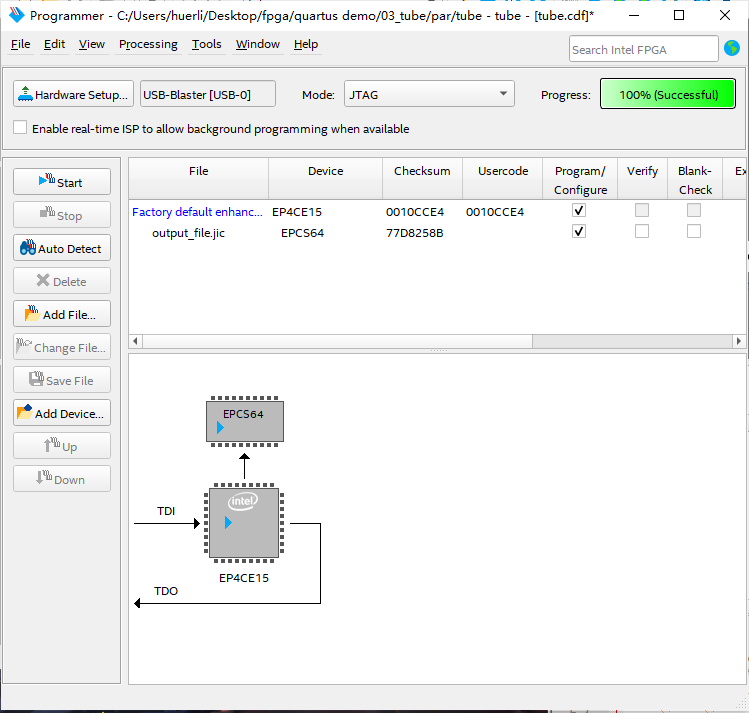 Programmer - C:/Users/huerli/Desktop/fpga/quartus demo/03_tube/par/tube - tube - [tube.cdf]*
File Edit View Processing Tools Window Help
Search Intel FPGA
Hardware Setup... USB-Blaster [USB-0] Mode: JTAG Progress: 100% (Successful)
Enable real-time ISP to allow background programming when available
Start
Stop
Auto Detect
Delete
Add File...
Change File...
Save File
Add Device...
Up
Down
File Device Checksum Usercode Program/ Verify Blank- Ex
Configure Check
Factory default enhanc... EP4CE15 0010CCE4 0010CCE4
output_file.jic EPCS64 77D8258B
EPCS64
intel
TDI
EP4CE15
TDO